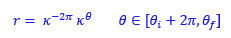 r = κ^{-2π} κ^{θ}  θ ∈ [θ_i + 2π, θ_f]